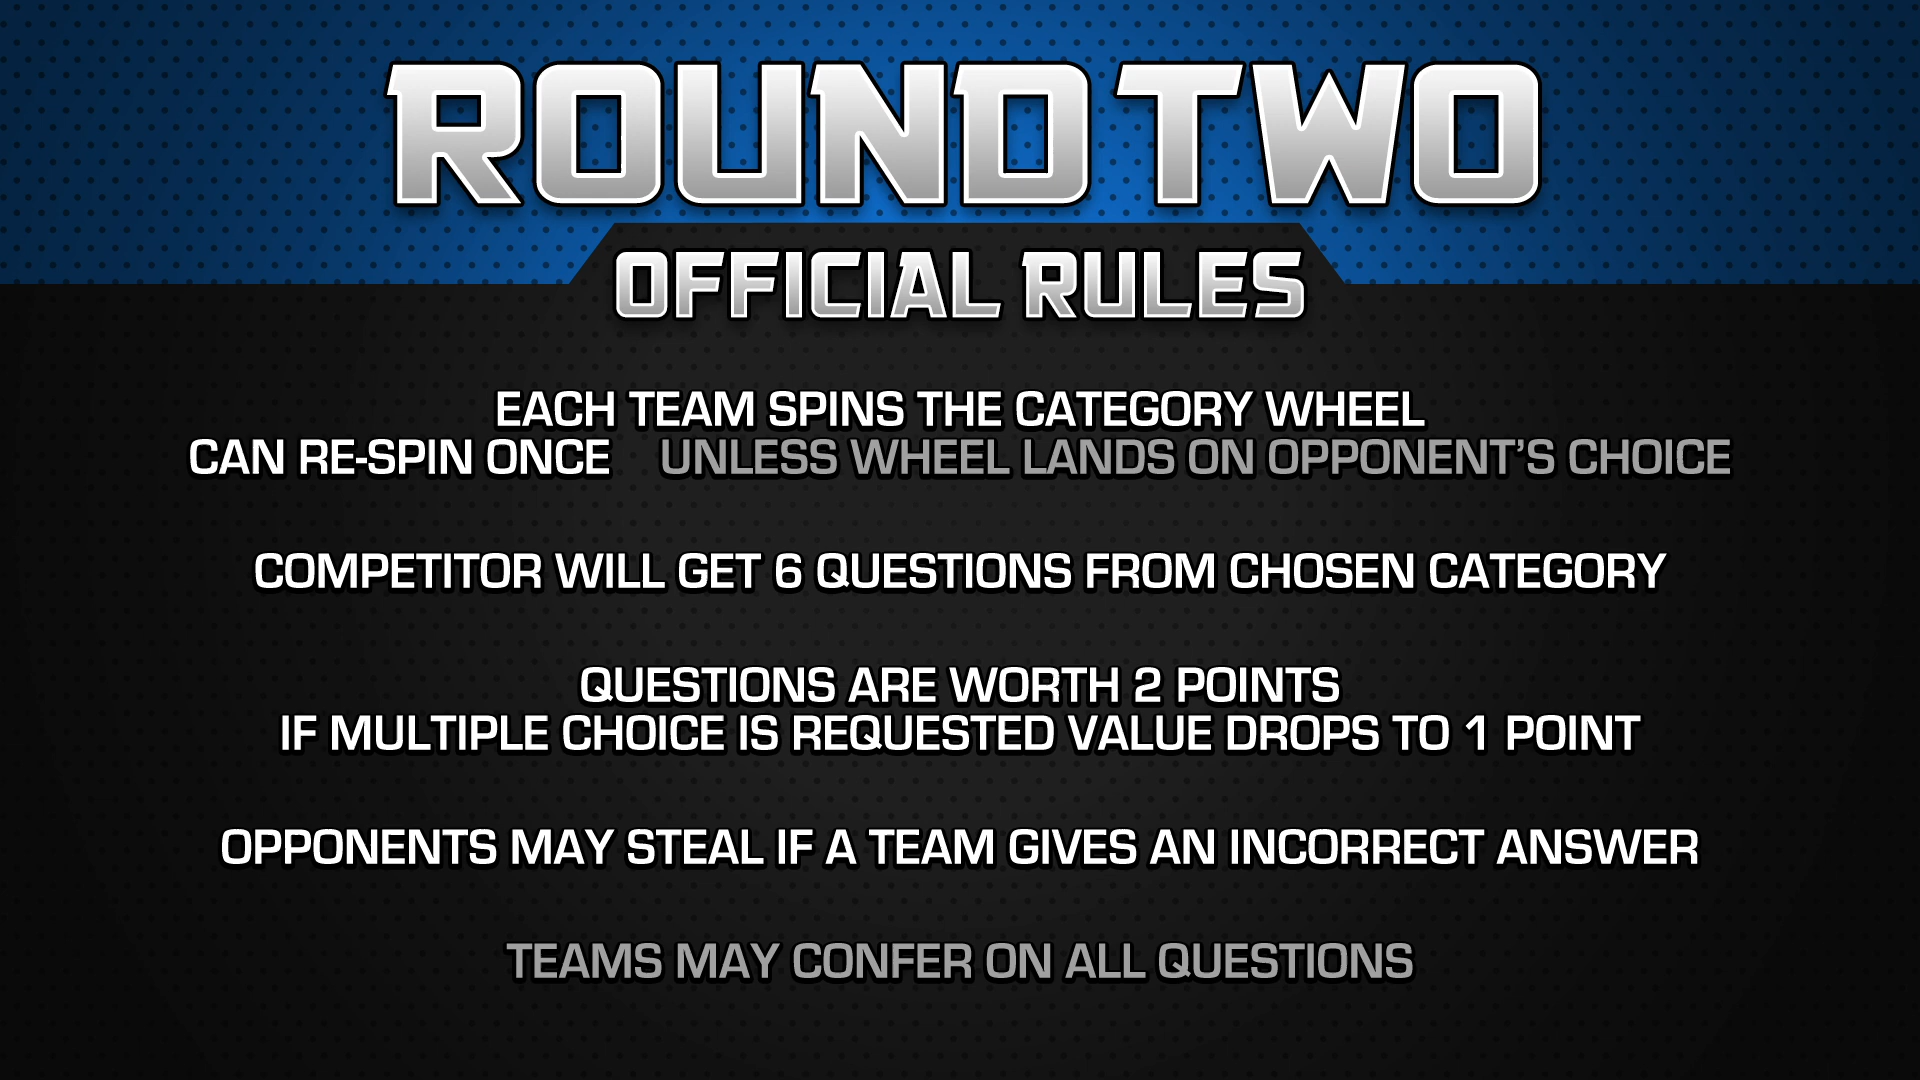 ROUND TWO
OFFICIAL RULES
EACH TEAM SPINS THE CATEGORY WHEEL
CAN RE-SPIN ONCE UNLESS WHEEL LANDS ON OPPONENT'S CHOICE
COMPETITOR WILL GET 6 QUESTIONS FROM CHOSEN CATEGORY
QUESTIONS ARE WORTH 2 POINTS
IF MULTIPLE CHOICE IS REQUESTED VALUE DROPS TO 1 POINT
OPPONENTS MAY STEAL IF A TEAM GIVES AN INCORRECT ANSWER
TEAMS MAY CONFER ON ALL QUESTIONS